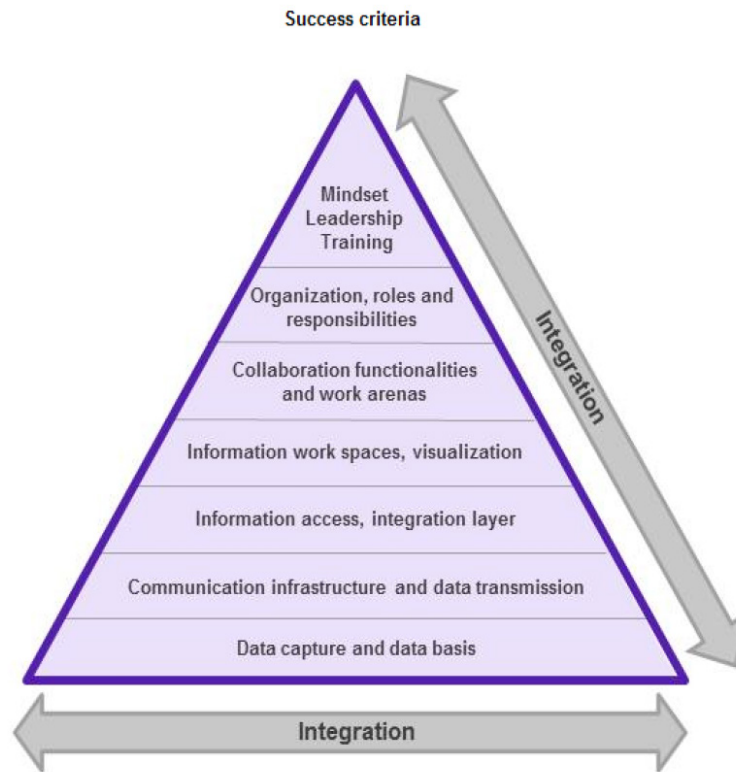 Success criteria
Mindset
Leadership
Training
Organization, roles and
responsibilities
Collaboration functionalities
and work arenas
Information work spaces, visualization
Information access, integration layer
Communication infrastructure and data transmission
Data capture and data basis
Integration
Integration